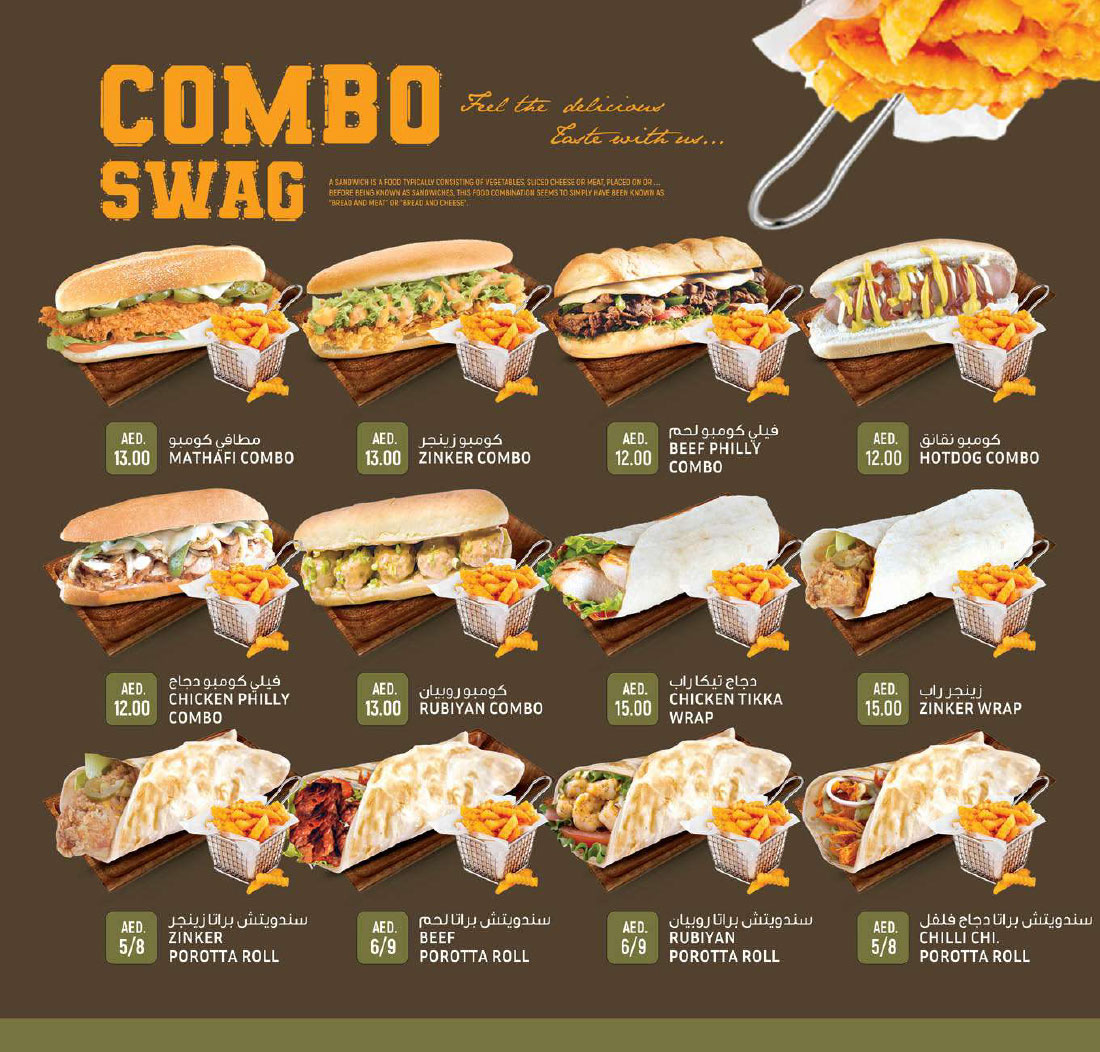 COMBO
SWAG
Feel the delicious
Taste with us...
A SANDWICH IS A FOOD TYPICALLY CONSISTING OF VEGETABLES, SLICED CHEESE OR MEAT, PLACED ON OR ...
BEFORE BEING KNOWN AS SANDWICHES, THIS FOOD COMBINATION SEEMS TO SIMPLY HAVE BEEN KNOWN AS
"BREAD AND MEAT" OR "BREAD AND CHEESE".
AED.
13.00
مطافي كومبو
MATHAFI COMBO
AED.
13.00
كومبو زينجر
ZINKER COMBO
AED.
12.00
فيلي كومبو لحم
BEEF PHILLY
COMBO
AED.
12.00
كومبو نقانق
HOTDOG COMBO
AED.
12.00
فيلي كومبو دجاج
CHICKEN PHILLY
COMBO
AED.
13.00
كومبو روبيان
RUBIYAN COMBO
AED.
15.00
دجاج تيكا راب
CHICKEN TIKKA
WRAP
AED.
15.00
زينجر راب
ZINKER WRAP
AED.
5/8
سندويتش براتا زينجر
ZINKER
POROTTA ROLL
AED.
6/9
سندويتش براتا لحم
BEEF
POROTTA ROLL
AED.
6/9
سندويتش براتا روبيان
RUBIYAN
POROTTA ROLL
AED.
5/8
سندويتش براتا دجاج فلفل
CHILLI CHI.
POROTTA ROLL